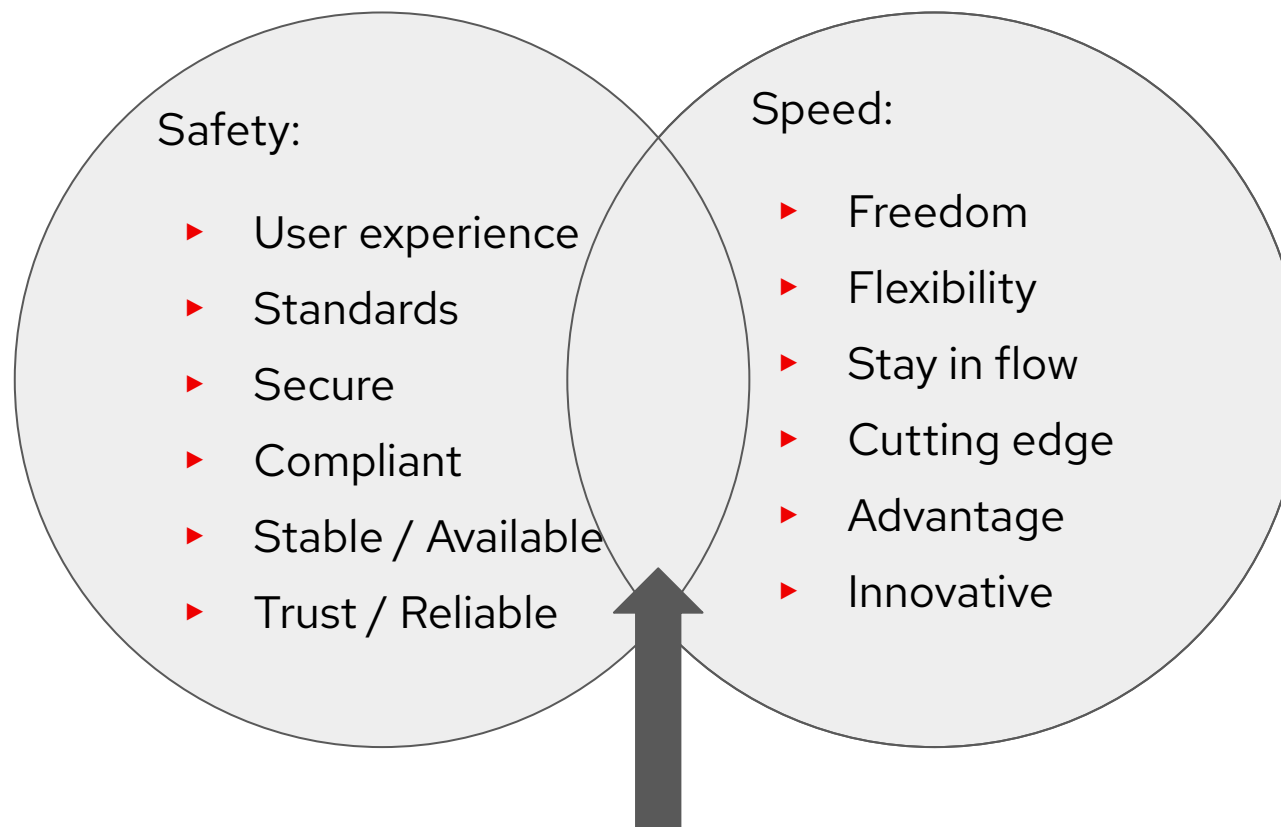 Safety:
User experience
Standards
Secure
Compliant
Stable / Available
Trust / Reliable
Speed:
Freedom
Flexibility
Stay in flow
Cutting edge
Advantage
Innovative